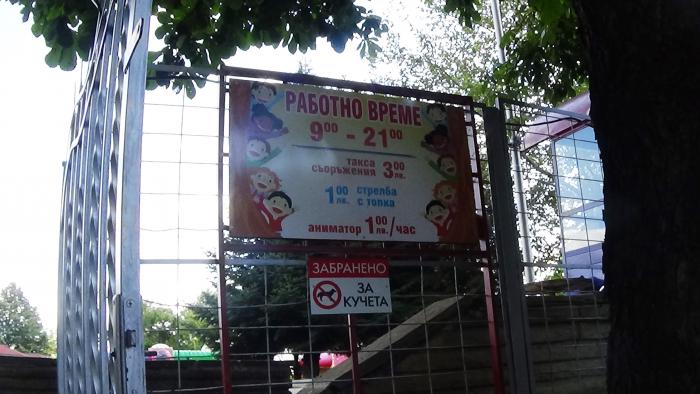 РАБОТНО ВРЕМЕ
9⁰⁰ - 21⁰⁰
такса
съоръжения 3⁰⁰ лв.
1⁰⁰ лв. стрелба
с топка
аниматор 1⁰⁰ лв./час
ЗАБРАНЕНО
ЗА
КУЧЕТА